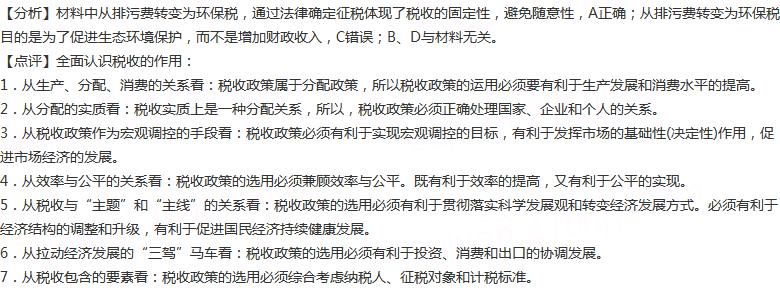 【分析】材料中从排污费转变为环保税，通过法律确定征税体现了税收的固定性，避免随意性，A正确；从排污费转变为环保税
目的是为了促进生态环境保护，而不是增加财政收入，C错误；B、D与材料无关。
【点评】全面认识税收的作用：
1．从生产、分配、消费的关系看：税收政策属于分配政策，所以税收政策的运用必须要有利于生产发展和消费水平的提高。
2．从分配的实质看：税收实质上是一种分配关系，所以，税收政策必须正确处理国家、企业和个人的关系。
3．从税收政策作为宏观调控的手段看：税收政策必须有利于实现宏观调控的目标，有利于发挥市场的基础性(决定性)作用，促
进市场经济的发展。
4．从效率与公平的关系看：税收政策的选用必须兼顾效率与公平。既有利于效率的提高，又有利于公平的实现。
5．从税收与“主题”和“主线”的关系看：税收政策的选用必须有利于贯彻落实科学发展观和转变经济发展方式。必须有利于
经济结构的调整和升级，有利于促进国民经济持续健康发展。
6．从拉动经济发展的“三驾”马车看：税收政策的选用必须有利于投资、消费和出口的协调发展。
7．从税收包含的要素看：税收政策的选用必须综合考虑纳税人、征税对象和计税标准。